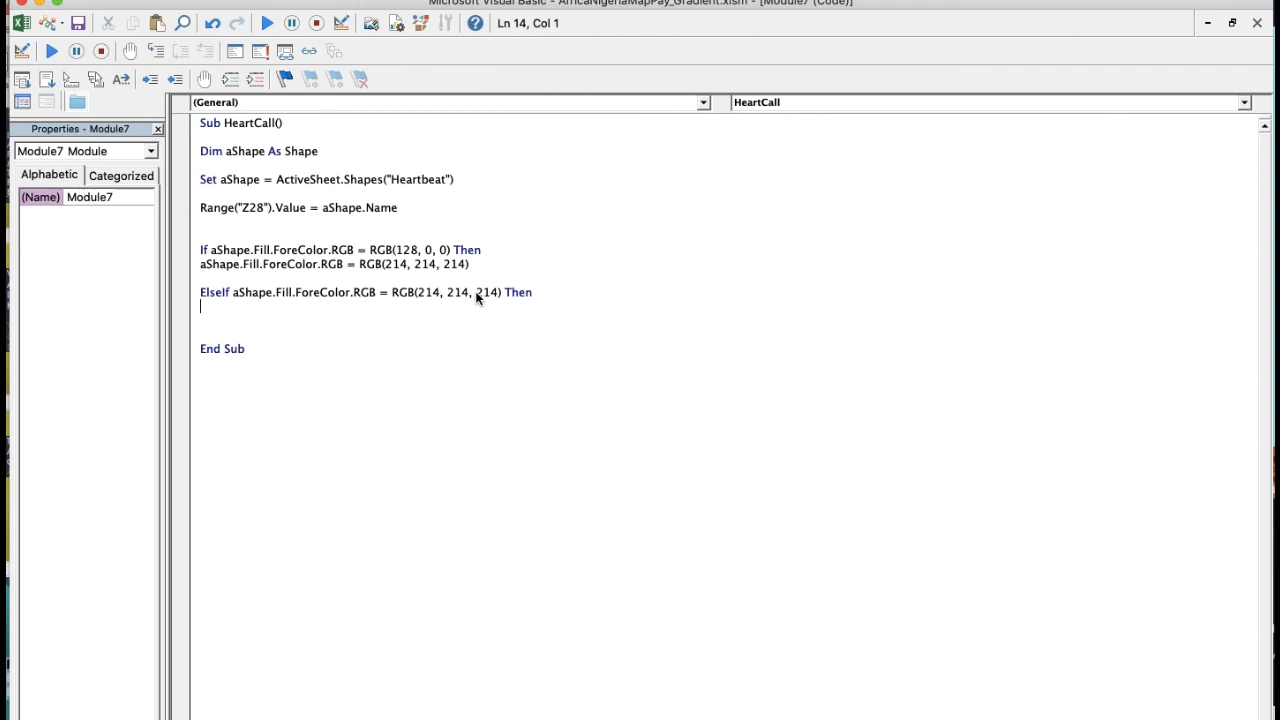 Microsoft Visual Basic - AfricaNigeriaMapPay_Gradient.xlsm - [Module7 (Code)]
Ln 14, Col 1
(General)
HeartCall
Properties - Module7
Module7 Module
Alphabetic
Categorized
(Name)
Module7
Sub HeartCall()
Dim aShape As Shape
Set aShape = ActiveSheet.Shapes("Heartbeat")
Range("Z28").Value = aShape.Name
If aShape.Fill.ForeColor.RGB = RGB(128, 0, 0) Then
aShape.Fill.ForeColor.RGB = RGB(214, 214, 214)
ElseIf aShape.Fill.ForeColor.RGB = RGB(214, 214, 214) Then
End Sub